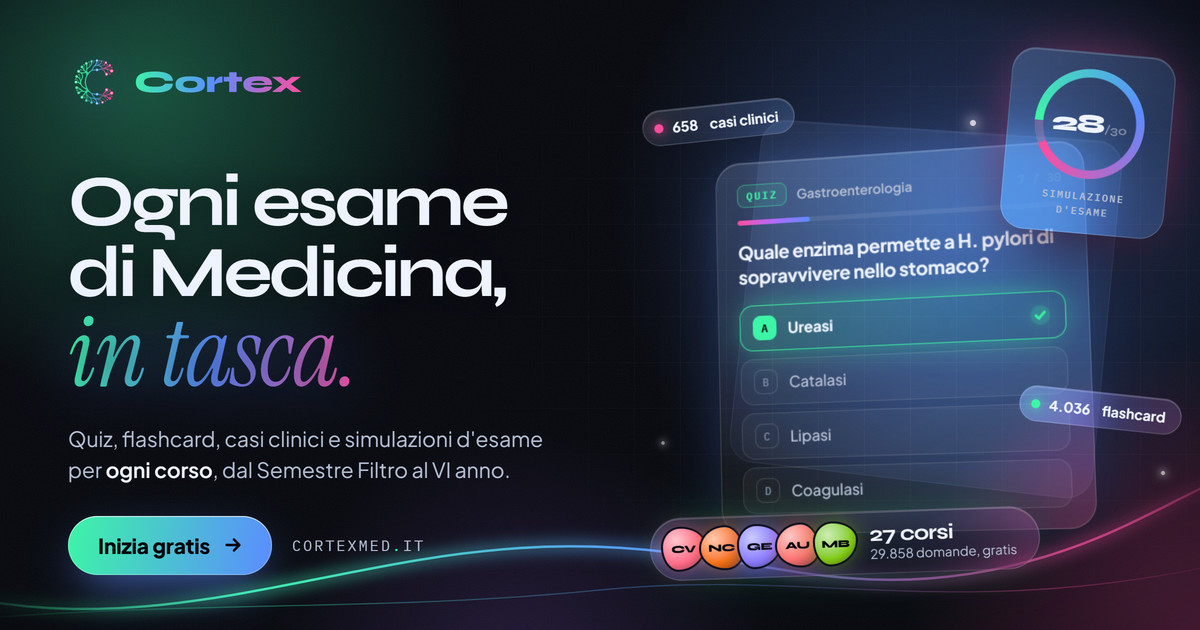 Cortex
Ogni esame
di Medicina,
in tasca.
Quiz, flashcard, casi clinici e simulazioni d'esame
per ogni corso, dal Semestre Filtro al VI anno.
Inizia gratis →
CORTEXMED.IT
658 casi clinici
28/30
SIMULAZIONE
D'ESAME
QUIZ Gastroenterologia
Quale enzima permette a H. pylori di
sopravvivere nello stomaco?
A Ureasi
B Catalasi
C Lipasi
D Coagulasi
4.036 flashcard
CV NC GE AU MB
27 corsi
29.858 domande, gratis